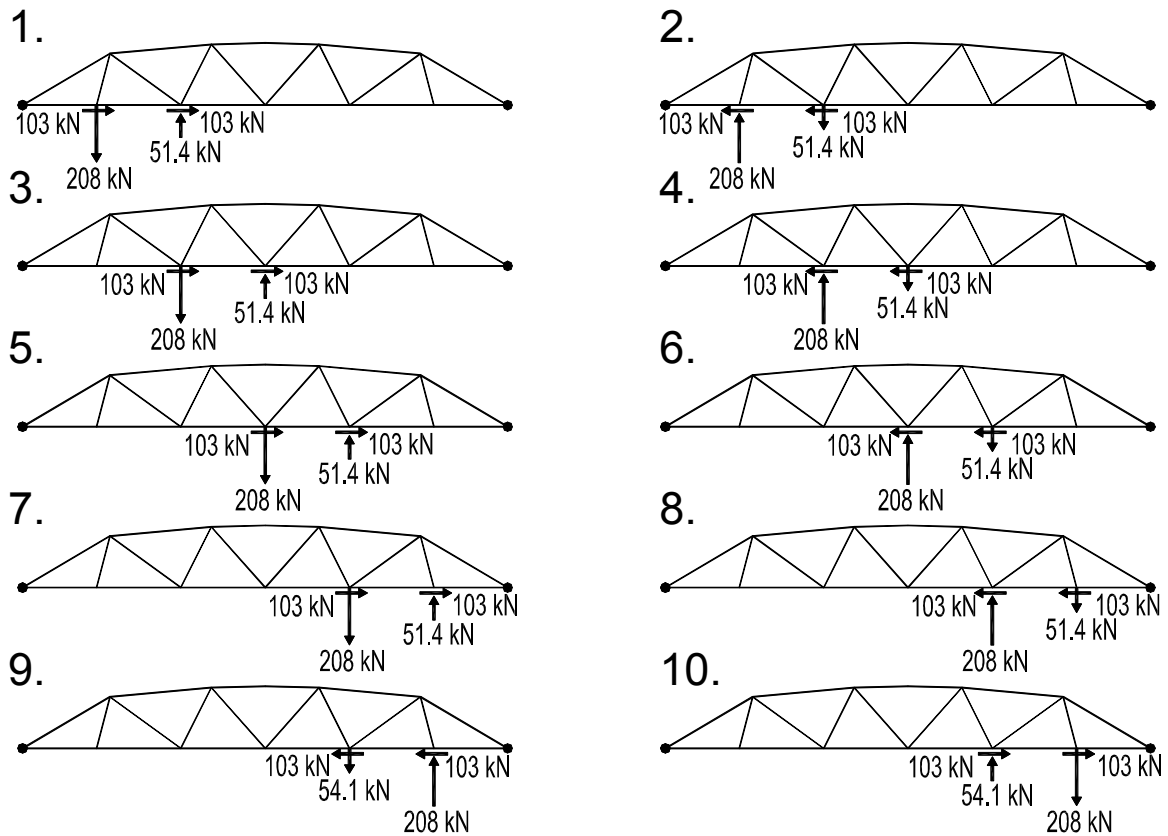 1.
103 kN
103 kN
51.4 kN
208 kN
2.
103 kN
103 kN
51.4 kN
208 kN
3.
103 kN
103 kN
51.4 kN
208 kN
4.
103 kN
103 kN
51.4 kN
208 kN
5.
103 kN
103 kN
51.4 kN
208 kN
6.
103 kN
103 kN
51.4 kN
208 kN
7.
103 kN
103 kN
51.4 kN
208 kN
8.
103 kN
103 kN
51.4 kN
208 kN
9.
103 kN
103 kN
54.1 kN
208 kN
10.
103 kN
103 kN
54.1 kN
208 kN